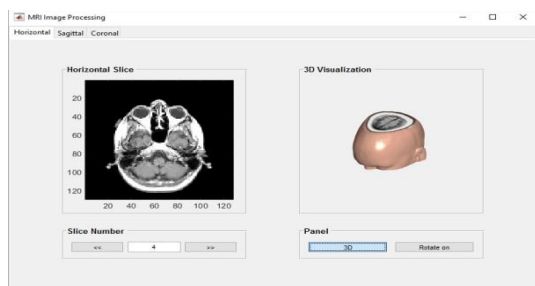 MRI Image Processing
Horizontal Sagittal Coronal
Horizontal Slice
20
40
60
80
100
120
20 40 60 80 100 120
3D Visualization
Slice Number
<< 4 >>
Panel
3D Rotate on